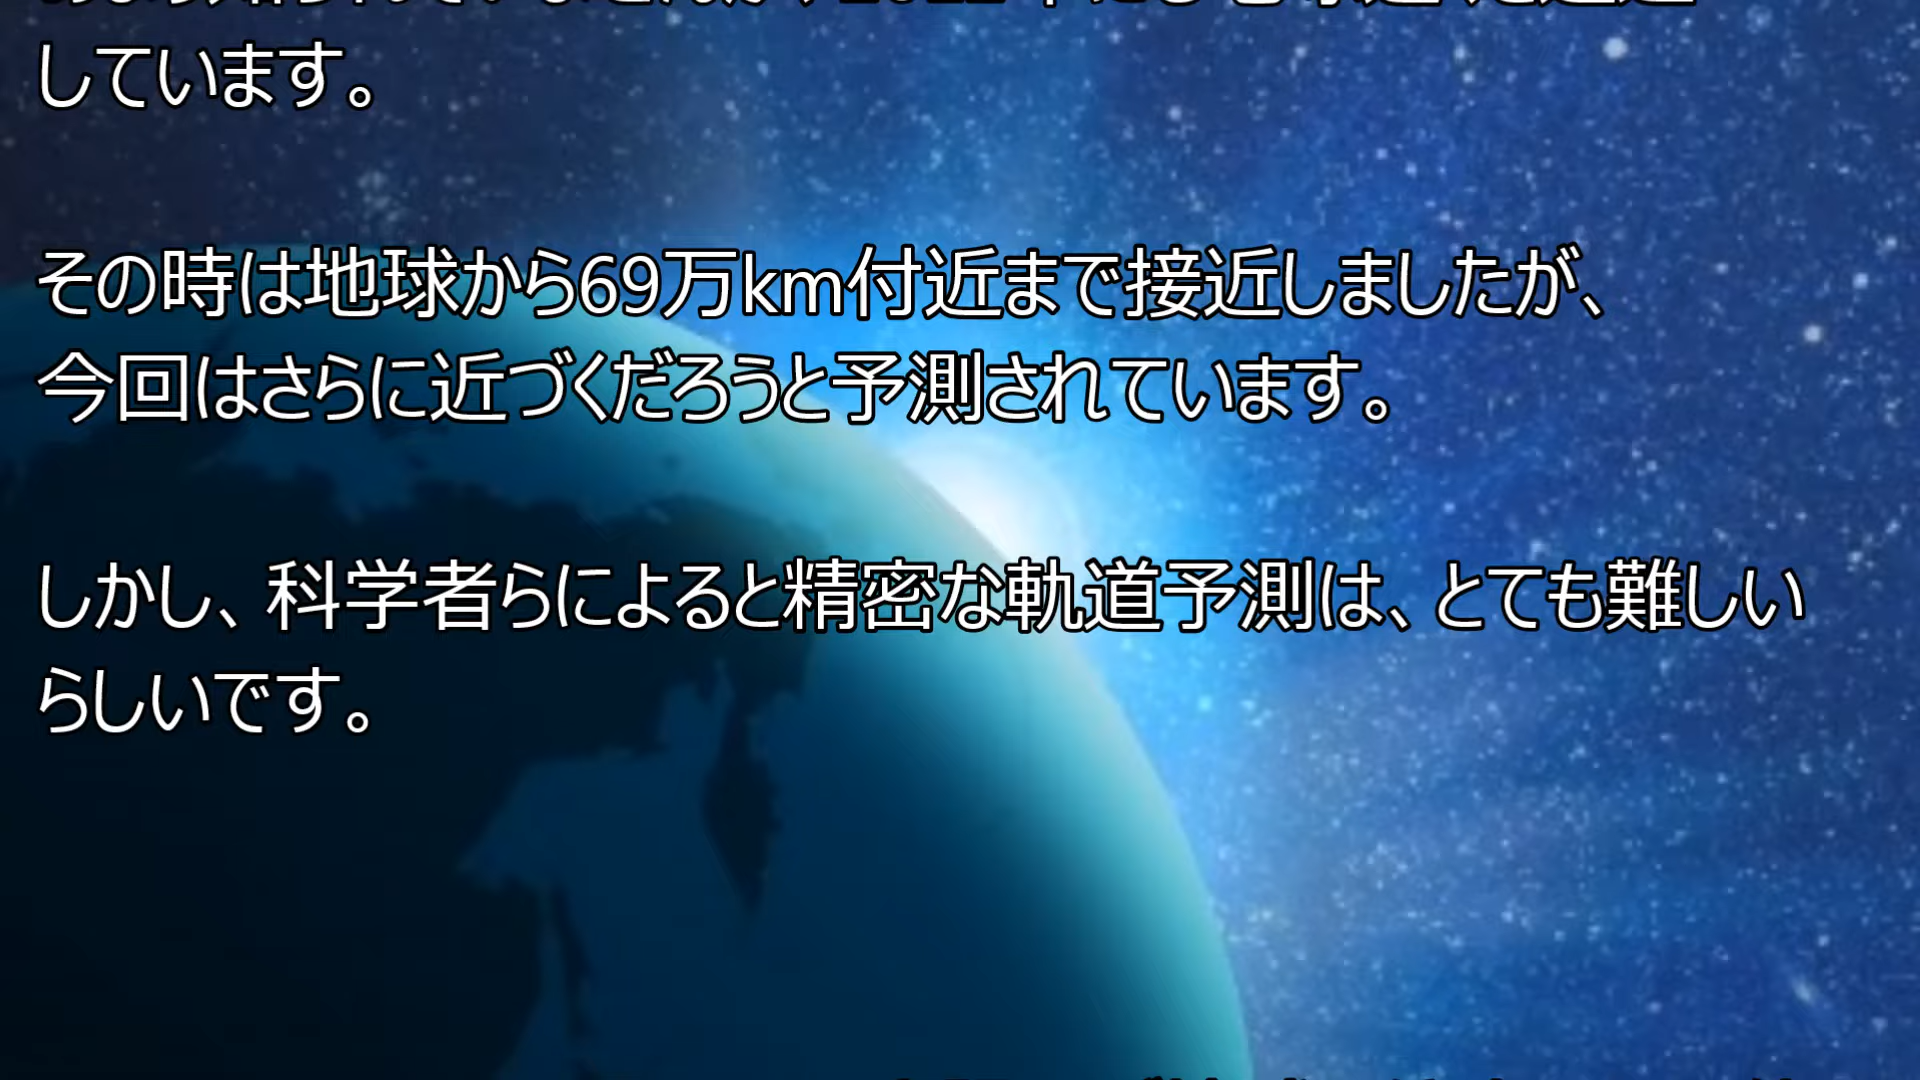 しています。
その時は地球から69万km付近まで接近しましたが、
今回はさらに近づくだろうと予測されています。
しかし、科学者らによると精密な軌道予測は、とても難しい
らしいです。